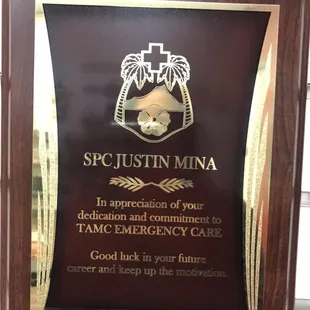 SPC JUSTIN MINA
In appreciation of your
dedication and commitment to
TAMC EMERGENCY CARE
Good luck in your future
career and keep up the motivation.